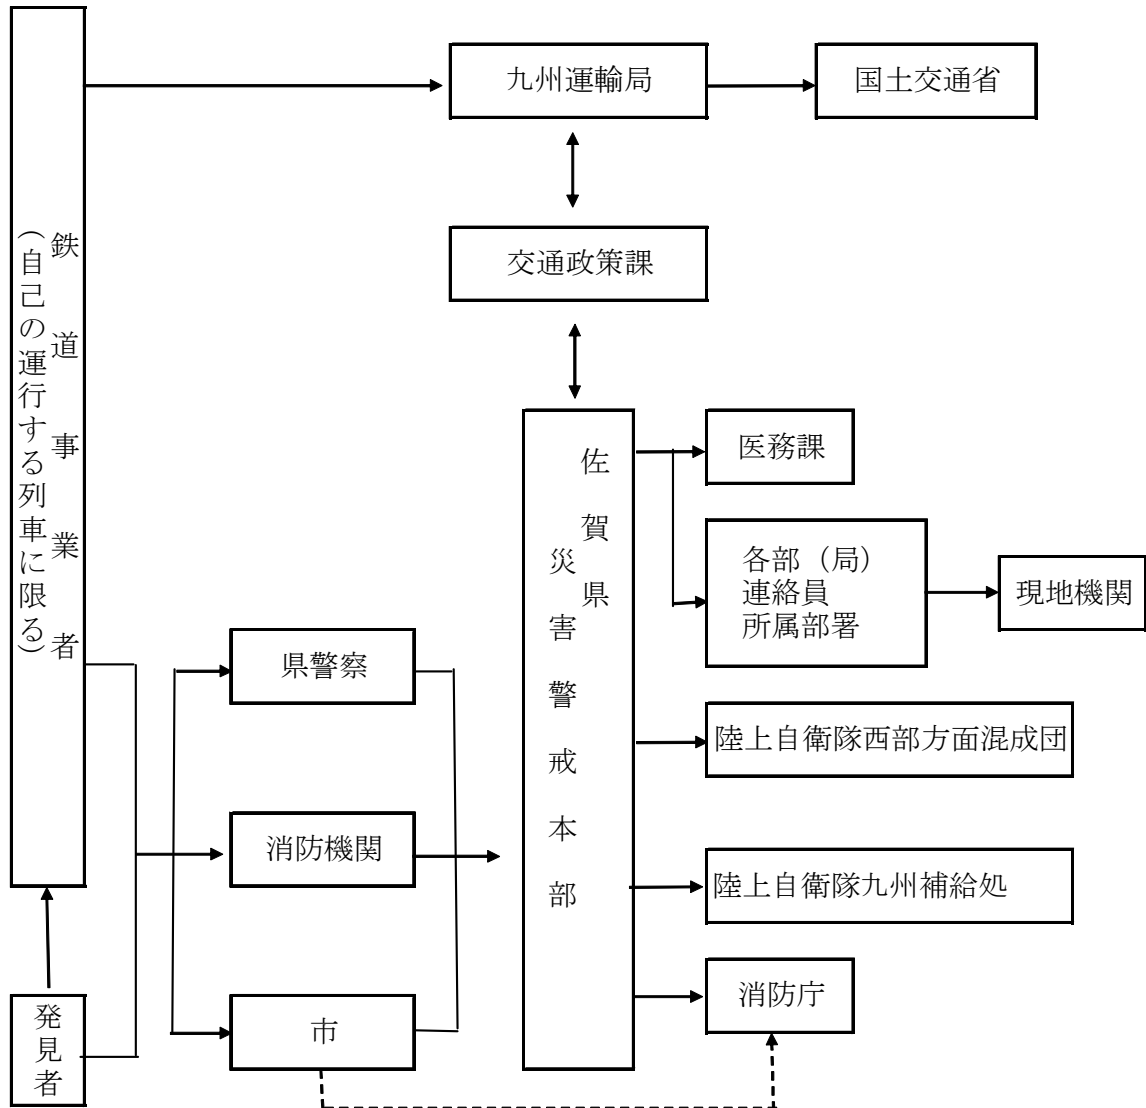 鉄道事業者
(自己の運行する列車に限る)
九州運輸局
国土交通省
交通政策課
佐賀県
災害警戒本部
医務課
各部（局）
連絡員
所属部署
現地機関
県警察
陸上自衛隊西部方面混成団
消防機関
陸上自衛隊九州補給処
発見者
市
消防庁